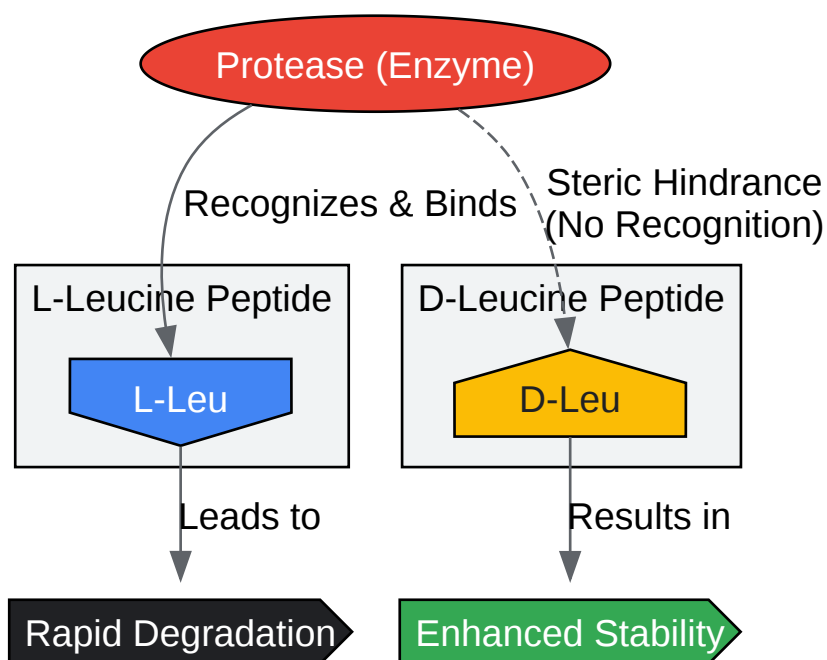 Protease (Enzyme)
Recognizes & Binds
Steric Hindrance
(No Recognition)
L-Leucine Peptide
D-Leucine Peptide
L-Leu
D-Leu
Leads to
Results in
Rapid Degradation
Enhanced Stability